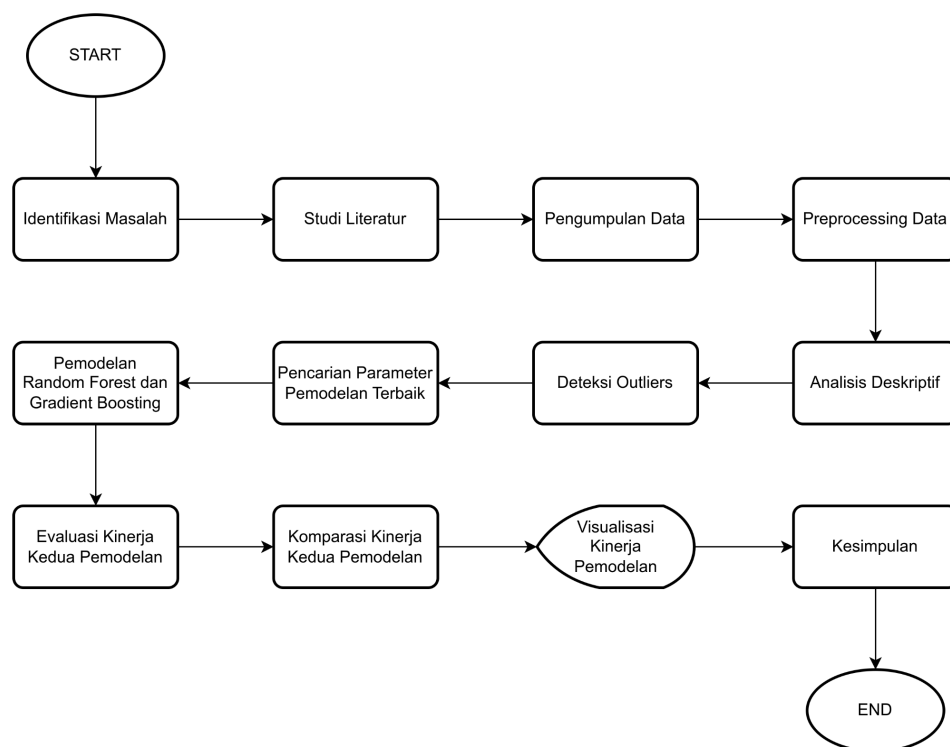 START
Identifikasi Masalah
Studi Literatur
Pengumpulan Data
Preprocessing Data
Analisis Deskriptif
Deteksi Outliers
Pencarian Parameter
Pemodelan Terbaik
Pemodelan
Random Forest dan
Gradient Boosting
Evaluasi Kinerja
Kedua Pemodelan
Komparasi Kinerja
Kedua Pemodelan
Visualisasi
Kinerja
Pemodelan
Kesimpulan
END